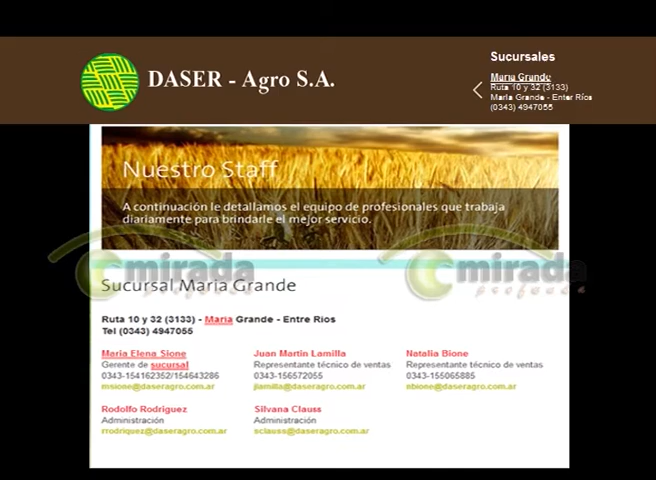 DASER - Agro S.A.
Sucursales
Maria Grande
Ruta 10 y 32 (3133)
Maria Grande - Enter Ríos
(0343) 4947055
Nuestro Staff
A continuación le detallamos el equipo de profesionales que trabaja
diariamente para brindarle el mejor servicio.
mirada mirada
Sucursal Maria Grande
Ruta 10 y 32 (3133) - Maria Grande - Entre Ríos
Tel (0343) 4947055
Maria Elena Sione
Gerente de sucursal
0343-154162352/154643286
msione@daseragro.com.ar
Juan Martin Lamilla
Representante técnico de ventas
0343-156572055
jlamilla@daseragro.com.ar
Natalia Bione
Representante técnico de ventas
0343-155065885
nbione@daseragro.com.ar
Rodolfo Rodriguez
Administración
rrodriquez@daseragro.com.ar
Silvana Clauss
Administración
sclauss@daseragro.com.ar